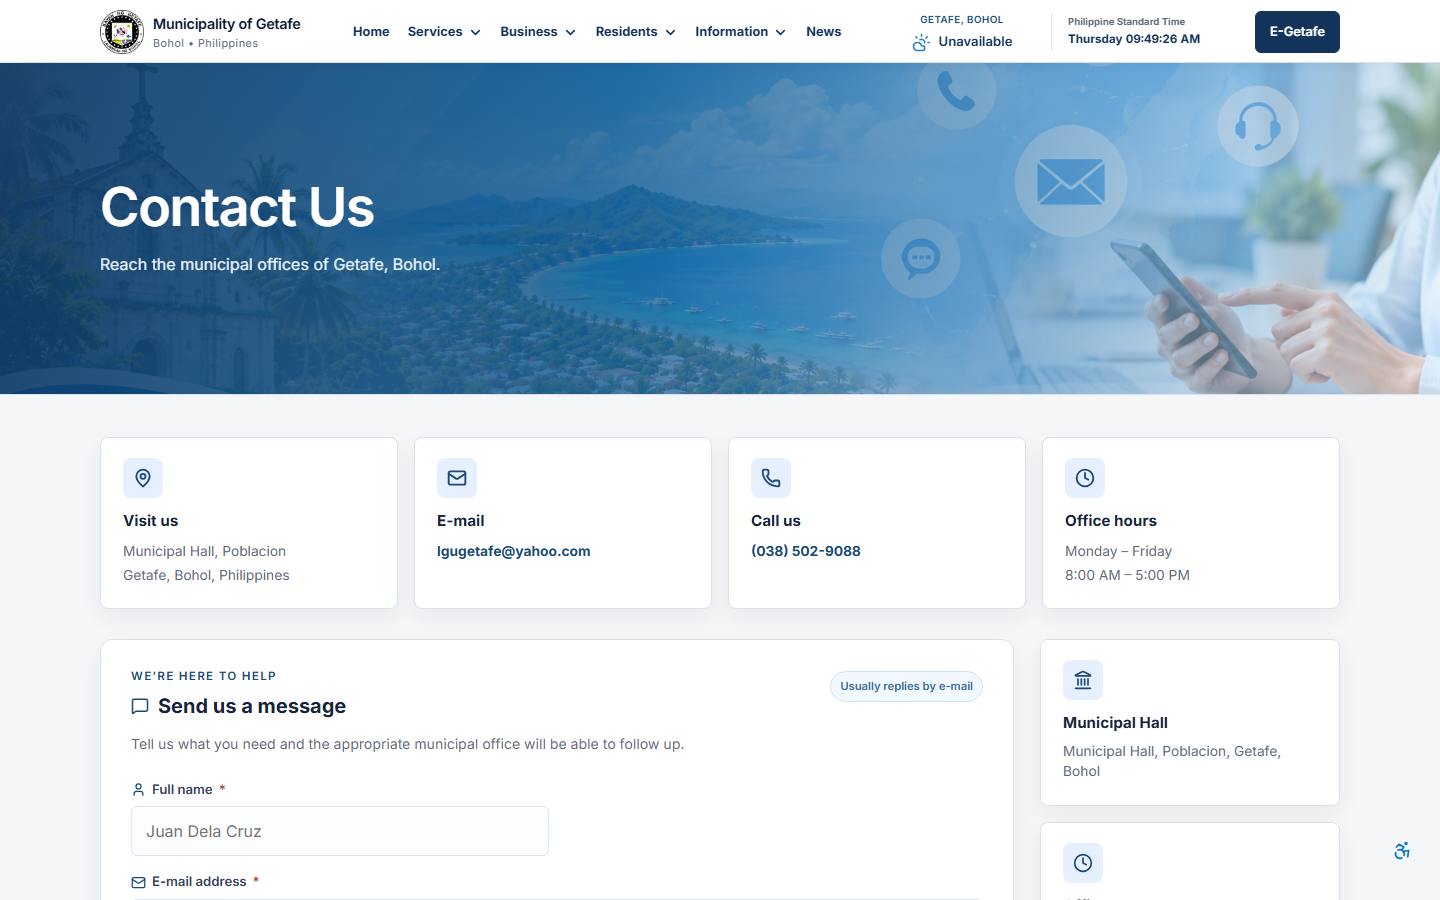 Municipality of Getafe
Bohol • Philippines
Home
Services
Business
Residents
Information
News
GETAFE, BOHOL
Unavailable
Philippine Standard Time
Thursday 09:49:26 AM
E-Getafe
Contact Us
Reach the municipal offices of Getafe, Bohol.
Visit us
Municipal Hall, Poblacion
Getafe, Bohol, Philippines
E-mail
lgugetafe@yahoo.com
Call us
(038) 502-9088
Office hours
Monday – Friday
8:00 AM – 5:00 PM
WE'RE HERE TO HELP
Send us a message
Usually replies by e-mail
Tell us what you need and the appropriate municipal office will be able to follow up.
Full name *
Juan Dela Cruz
E-mail address *
Municipal Hall
Municipal Hall, Poblacion, Getafe,
Bohol